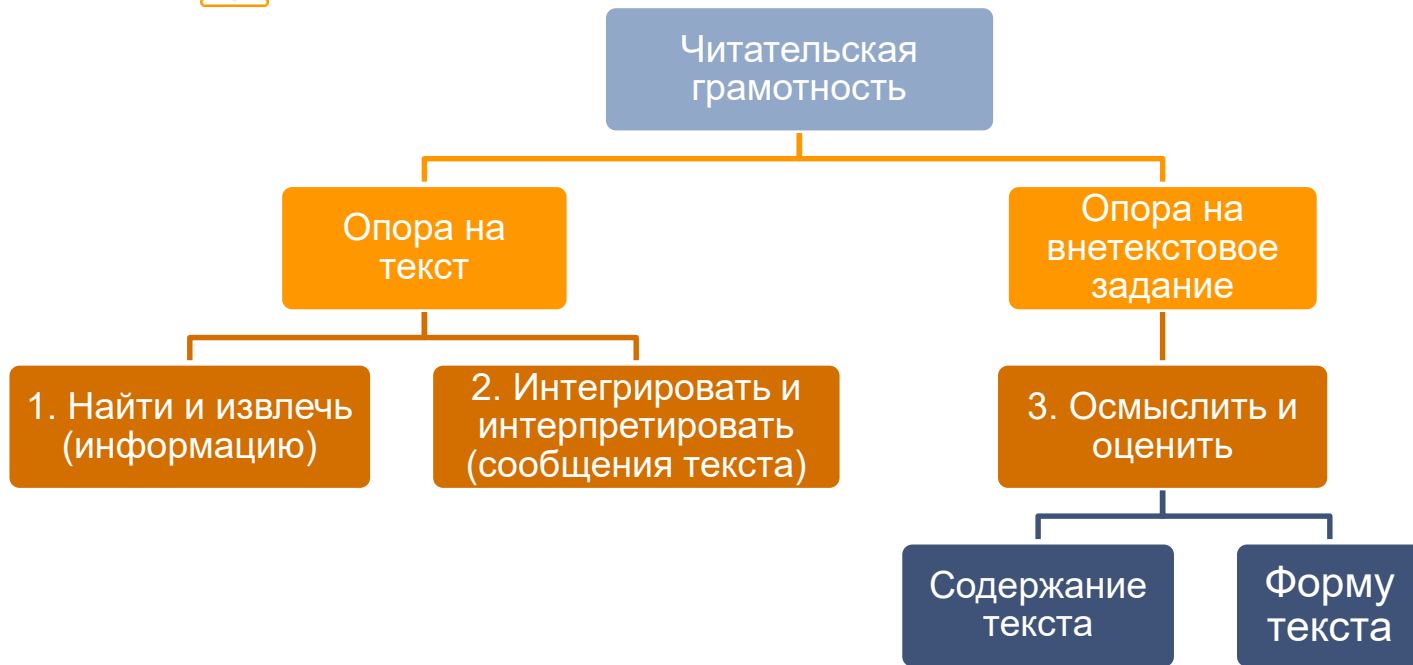 Читательская
грамотность
Опора на
текст
Опора на
внетекстовое
задание
1. Найти и извлечь
(информацию)
2. Интегрировать и
интерпретировать
(сообщения текста)
3. Осмыслить и
оценить
Содержание
текста
Форму
текста